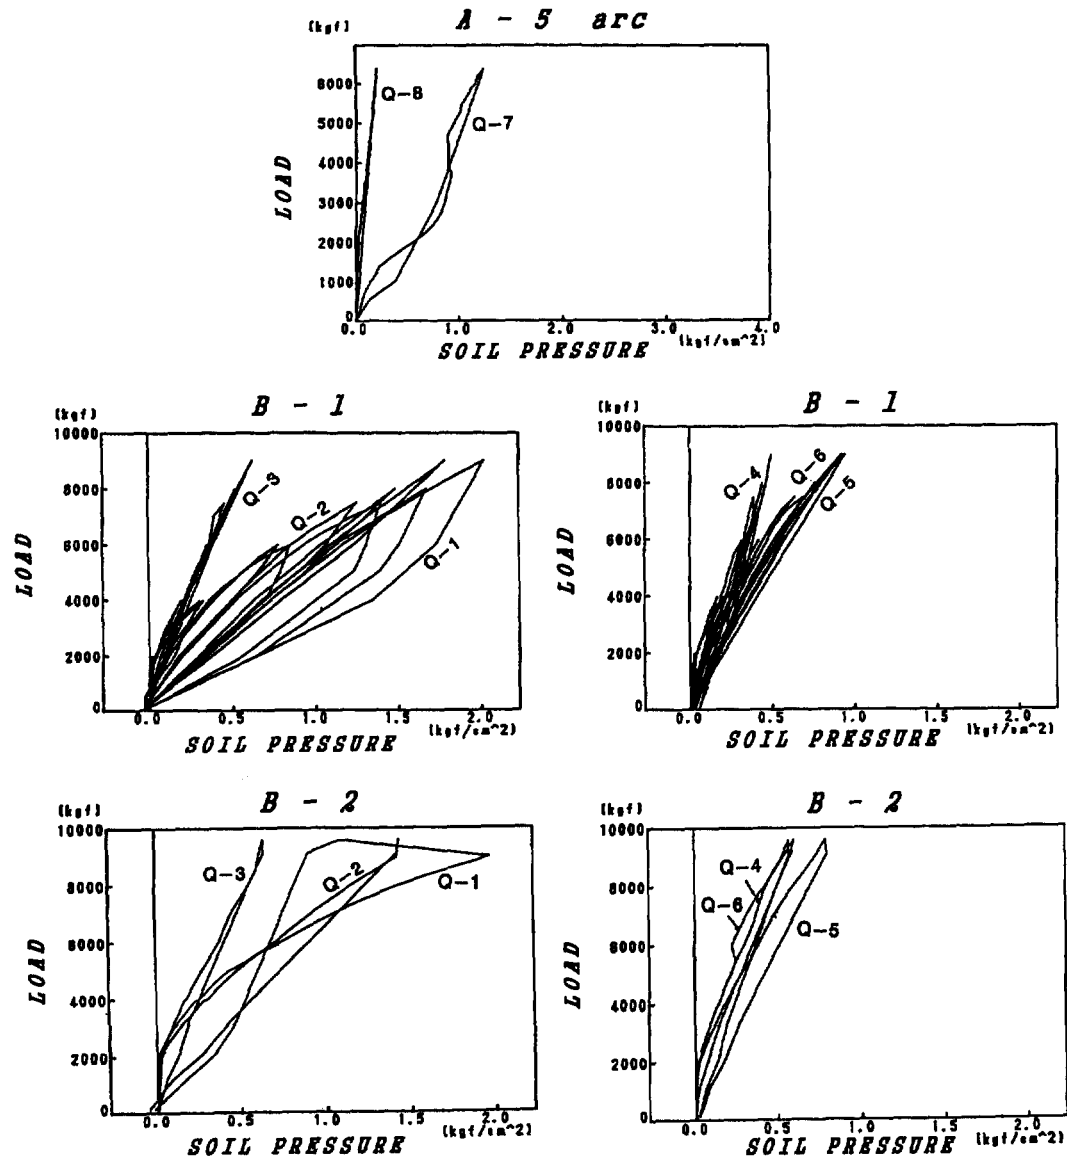 A - 5 arc
(kgf)
6000
5000
4000
3000
2000
1000
0
LOAD
Q-8
Q-7
0.0 1.0 2.0 3.0 4.0
SOIL PRESSURE (kgf/cm^2)
B - 1
(kgf)
10000
8000
6000
4000
2000
0
LOAD
Q-3
Q-2
Q-1
0.0 0.5 1.0 1.5 2.0
SOIL PRESSURE (kgf/cm^2)
B - 1
(kgf)
10000
8000
6000
4000
2000
0
LOAD
Q-4
Q-6
Q-5
0.0 0.5 1.0 1.5 2.0
SOIL PRESSURE (kgf/cm^2)
B - 2
(kgf)
10000
8000
6000
4000
2000
0
LOAD
Q-3
Q-2
Q-1
0.0 0.5 1.0 1.5 2.0
SOIL PRESSURE (kgf/cm^2)
B - 2
(kgf)
10000
8000
6000
4000
2000
0
LOAD
Q-4
Q-6
Q-5
0.0 0.5 1.0 1.5 2.0
SOIL PRESSURE (kgf/cm^2)